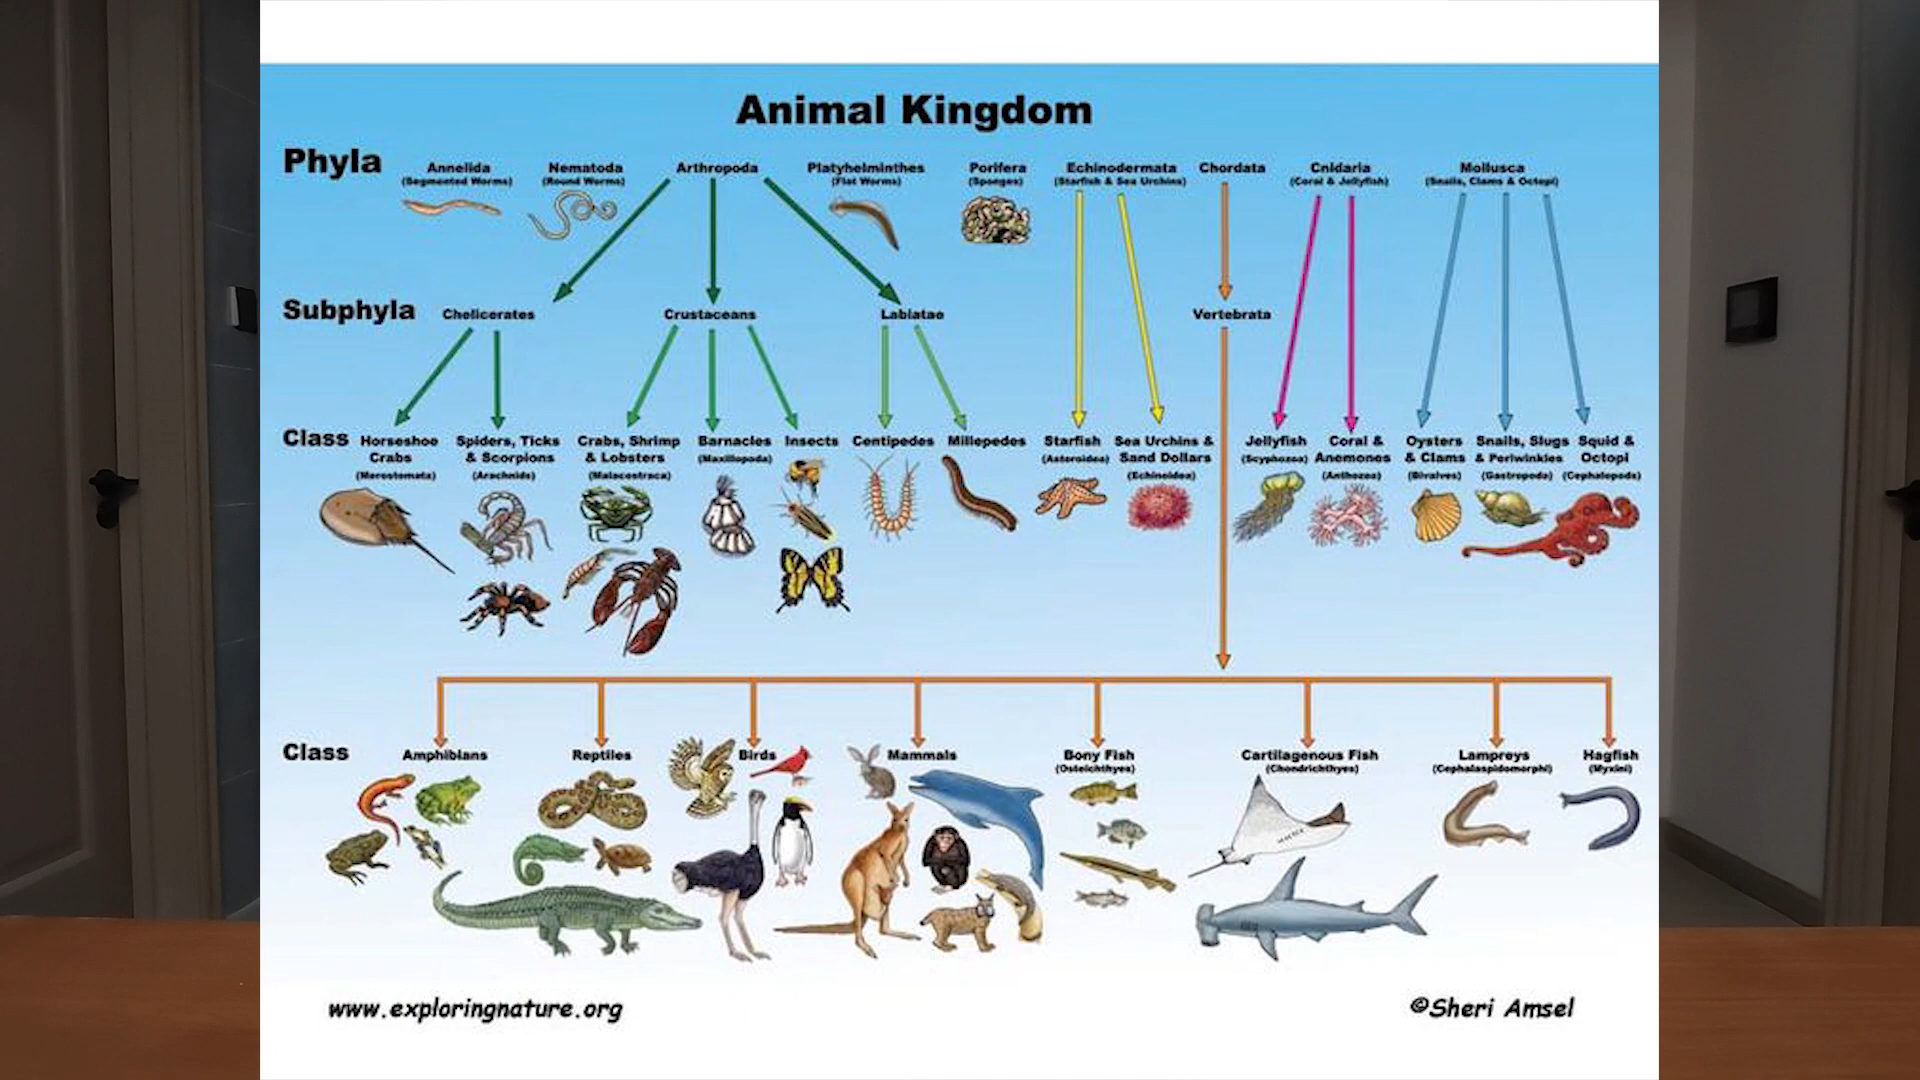 Animal Kingdom
Phyla
Annelida
(Segmented Worms)
Nematoda
(Round Worms)
Arthropoda
Platyhelminthes
(Flat Worms)
Porifera
(Sponges)
Echinodermata
(Starfish & Sea Urchins)
Chordata
Cnidaria
(Coral & Jellyfish)
Mollusca
(Snails, Clams & Octopi)
Subphyla
Chelicerates
Crustaceans
Labiatae
Vertebrata
Class
Horseshoe
Crabs
(Merostomata)
Spiders, Ticks
& Scorpions
(Arachnids)
Crabs, Shrimp
& Lobsters
(Malacostraca)
Barnacles
(Maxillopoda)
Insects
Centipedes
Millepedes
Starfish
(Asteroidea)
Sea Urchins &
Sand Dollars
(Echinoidea)
Jellyfish
(Scyphozoa)
Coral &
Anemones
(Anthozoa)
Oysters
& Clams
(Bivalves)
Snails, Slugs
& Periwinkles
(Gastropoda)
Squid &
Octopi
(Cephalopoda)
Class
Amphibians
Reptiles
Birds
Mammals
Bony Fish
(Osteichthyes)
Cartilagenous Fish
(Chondrichthyes)
Lampreys
(Cephalaspidomorphi)
Hagfish
(Myxini)
www.exploringnature.org
©Sheri Amsel